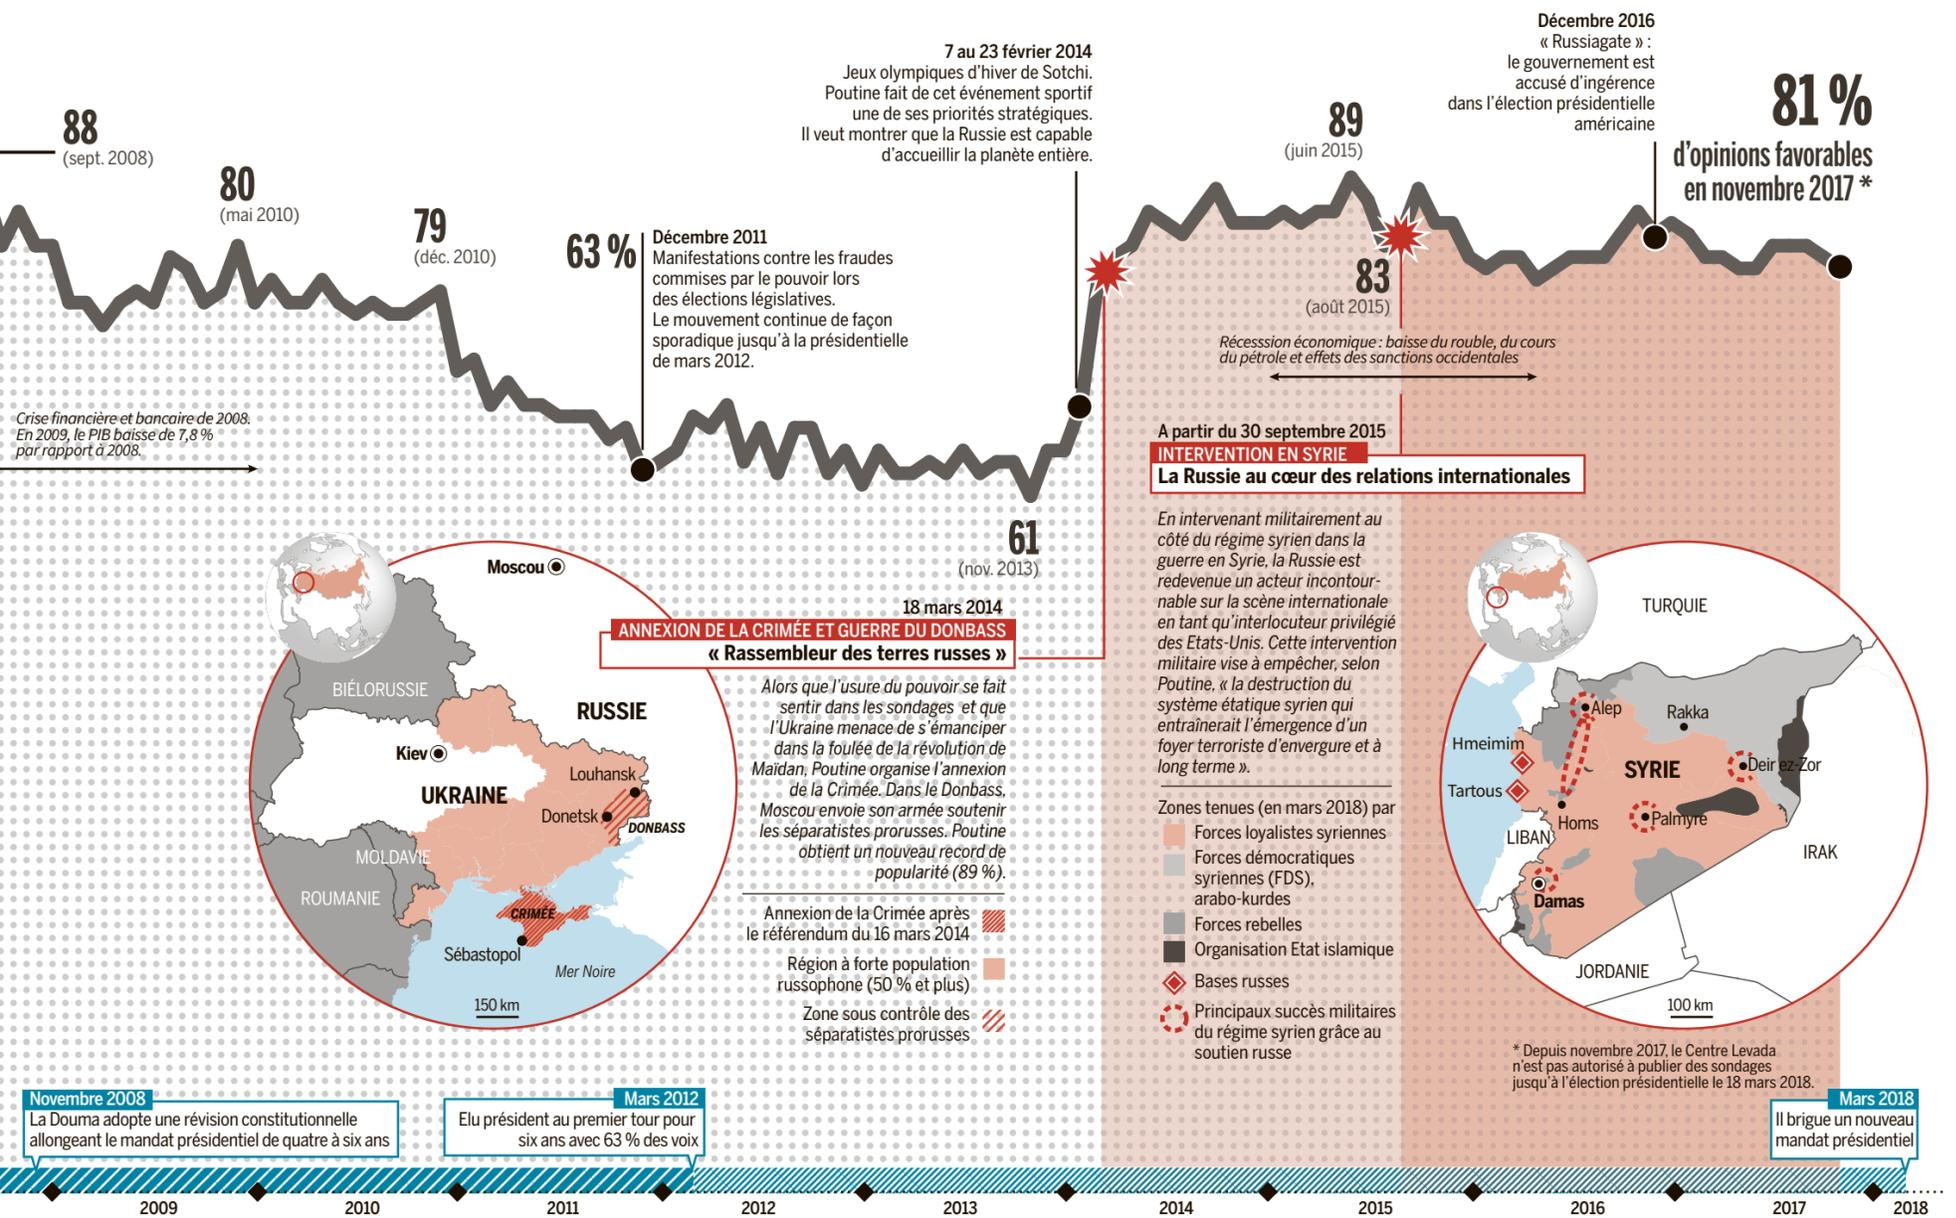 88
(sept. 2008)
80
(mai 2010)
79
(déc. 2010)
63 %
Décembre 2011
Manifestations contre les fraudes
commises par le pouvoir lors
des élections législatives.
Le mouvement continue de façon
sporadique jusqu'à la présidentielle
de mars 2012.
7 au 23 février 2014
Jeux olympiques d'hiver de Sotchi.
Poutine fait de cet événement sportif
une de ses priorités stratégiques.
Il veut montrer que la Russie est capable
d'accueillir la planète entière.
89
(juin 2015)
Décembre 2016
« Russiagate » :
le gouvernement est
accusé d'ingérence
dans l'élection présidentielle
américaine
81 %
d'opinions favorables
en novembre 2017 *
83
(août 2015)
Récesssion économique : baisse du rouble, du cours
du pétrole et effets des sanctions occidentales
Crise financière et bancaire de 2008.
En 2009, le PIB baisse de 7,8 %
par rapport à 2008.
61
(nov. 2013)
18 mars 2014
ANNEXION DE LA CRIMÉE ET GUERRE DU DONBASS
« Rassembleur des terres russes »
Alors que l'usure du pouvoir se fait
sentir dans les sondages et que
l'Ukraine menace de s'émanciper
dans la foulée de la révolution de
Maïdan, Poutine organise l'annexion
de la Crimée. Dans le Donbass,
Moscou envoie son armée soutenir
les séparatistes prorusses. Poutine
obtient un nouveau record de
popularité (89 %).
Annexion de la Crimée après
le référendum du 16 mars 2014
Région à forte population
russophone (50 % et plus)
Zone sous contrôle des
séparatistes prorusses
Moscou
BIÉLORUSSIE
RUSSIE
Kiev
Louhansk
UKRAINE
Donetsk
DONBASS
MOLDAVIE
ROUMANIE
CRIMÉE
Sébastopol
Mer Noire
150 km
A partir du 30 septembre 2015
INTERVENTION EN SYRIE
La Russie au cœur des relations internationales
En intervenant militairement au
côté du régime syrien dans la
guerre en Syrie, la Russie est
redevenue un acteur incontour-
nable sur la scène internationale
en tant qu'interlocuteur privilégié
des Etats-Unis. Cette intervention
militaire vise à empêcher, selon
Poutine, « la destruction du
système étatique syrien qui
entraînerait l'émergence d'un
foyer terroriste d'envergure et à
long terme ».
Zones tenues (en mars 2018) par
Forces loyalistes syriennes
Forces démocratiques
syriennes (FDS),
arabo-kurdes
Forces rebelles
Organisation Etat islamique
Bases russes
Principaux succès militaires
du régime syrien grâce au
soutien russe
TURQUIE
Alep
Rakka
Hmeimim
SYRIE
Deir ez-Zor
Tartous
Homs
Palmyre
LIBAN
IRAK
Damas
JORDANIE
100 km
* Depuis novembre 2017, le Centre Levada
n'est pas autorisé à publier des sondages
jusqu'à l'élection présidentielle le 18 mars 2018.
Novembre 2008
La Douma adopte une révision constitutionnelle
allongeant le mandat présidentiel de quatre à six ans
Mars 2012
Elu président au premier tour pour
six ans avec 63 % des voix
Mars 2018
Il brigue un nouveau
mandat présidentiel
2009
2010
2011
2012
2013
2014
2015
2016
2017
2018